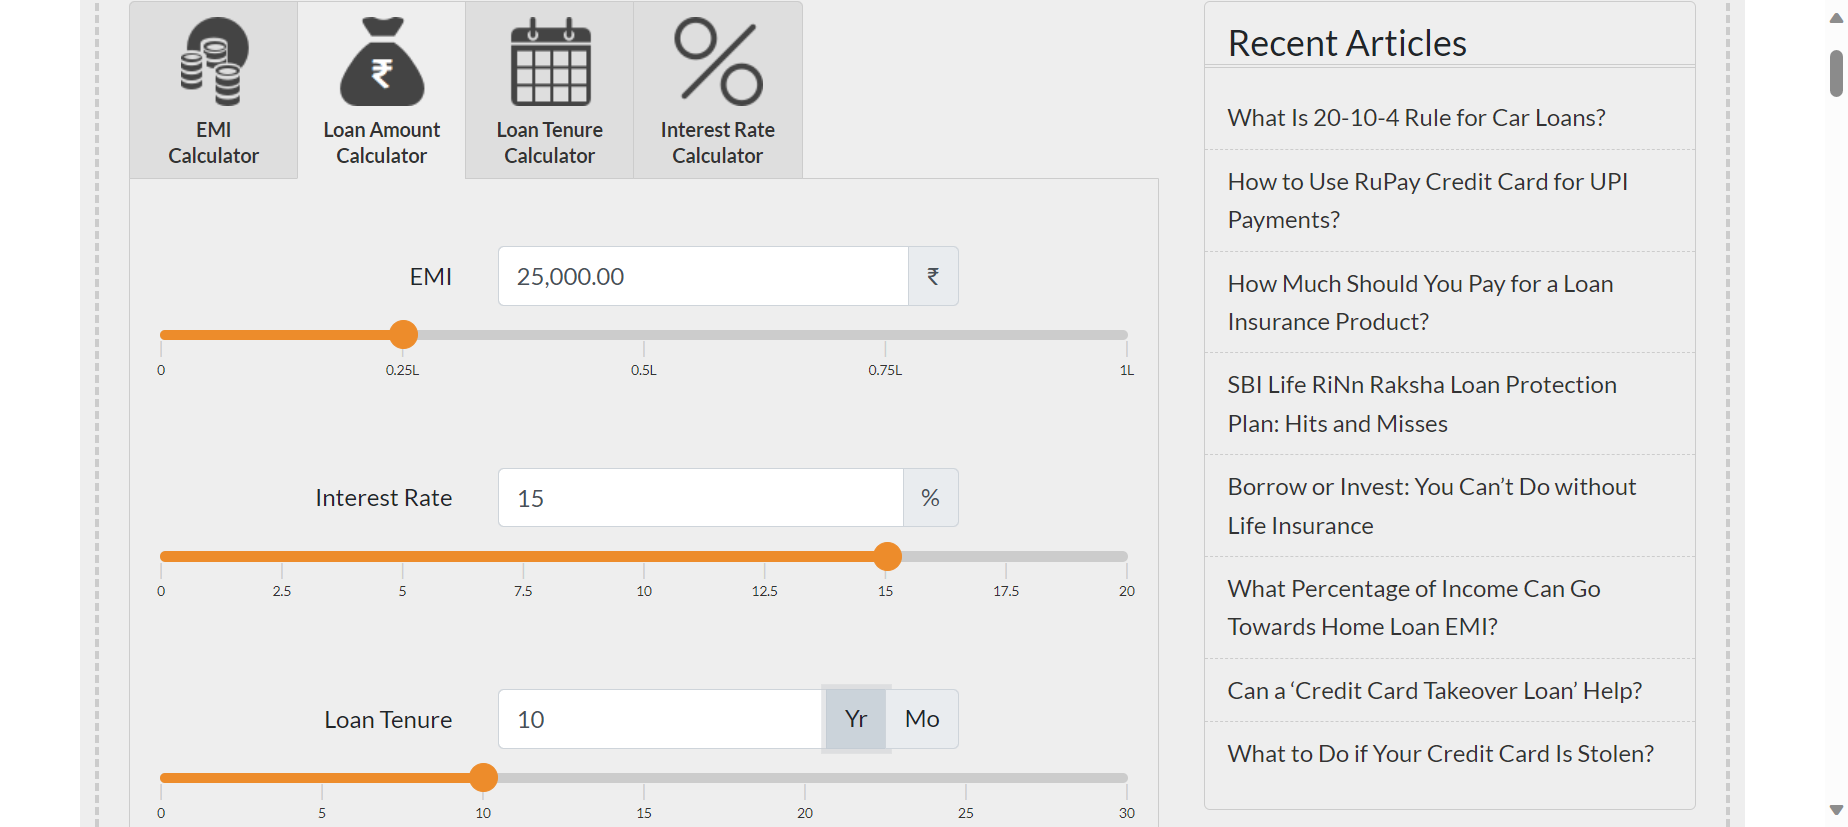 EMI
Calculator
Loan Amount
Calculator
Loan Tenure
Calculator
Interest Rate
Calculator
₹
EMI
25,000.00
₹
0 0.25L 0.5L 0.75L 1L
Interest Rate
15
%
0 2.5 5 7.5 10 12.5 15 17.5 20
Loan Tenure
10
Yr
Mo
0 5 10 15 20 25 30
Recent Articles
What Is 20-10-4 Rule for Car Loans?
How to Use RuPay Credit Card for UPI
Payments?
How Much Should You Pay for a Loan
Insurance Product?
SBI Life RiNn Raksha Loan Protection
Plan: Hits and Misses
Borrow or Invest: You Can’t Do without
Life Insurance
What Percentage of Income Can Go
Towards Home Loan EMI?
Can a ‘Credit Card Takeover Loan’ Help?
What to Do if Your Credit Card Is Stolen?